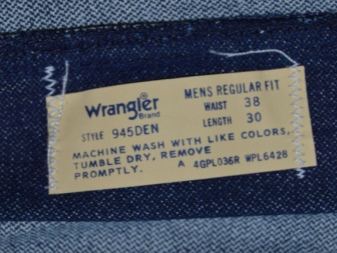 Wrangler
Brand
MENS REGULAR FIT
WAIST 38
LENGTH 30
STYLE 945DEN
MACHINE WASH WITH LIKE COLORS,
TUMBLE DRY, REMOVE
PROMPTLY. A 4GPL036R WPL6428